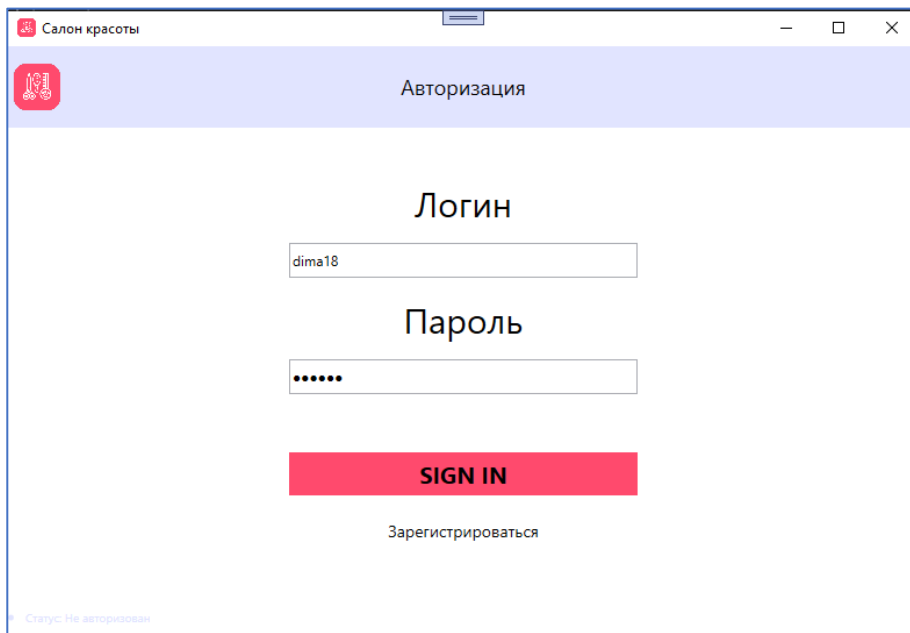 Салон красоты
Авторизация
Логин
dima18
Пароль
••••••
SIGN IN
Зарегистрироваться
Статус: Не авторизован